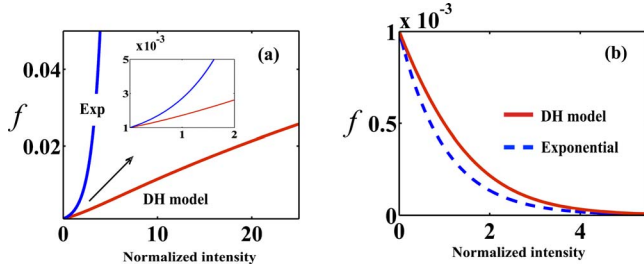 (a)
x10⁻³
5
3
1
1
2
0.04
0.02
f
Exp
DH model
0
10
20
Normalized intensity
1 x 10⁻³
(b)
0.5
0
f
DH model
Exponential
0
2
4
Normalized intensity